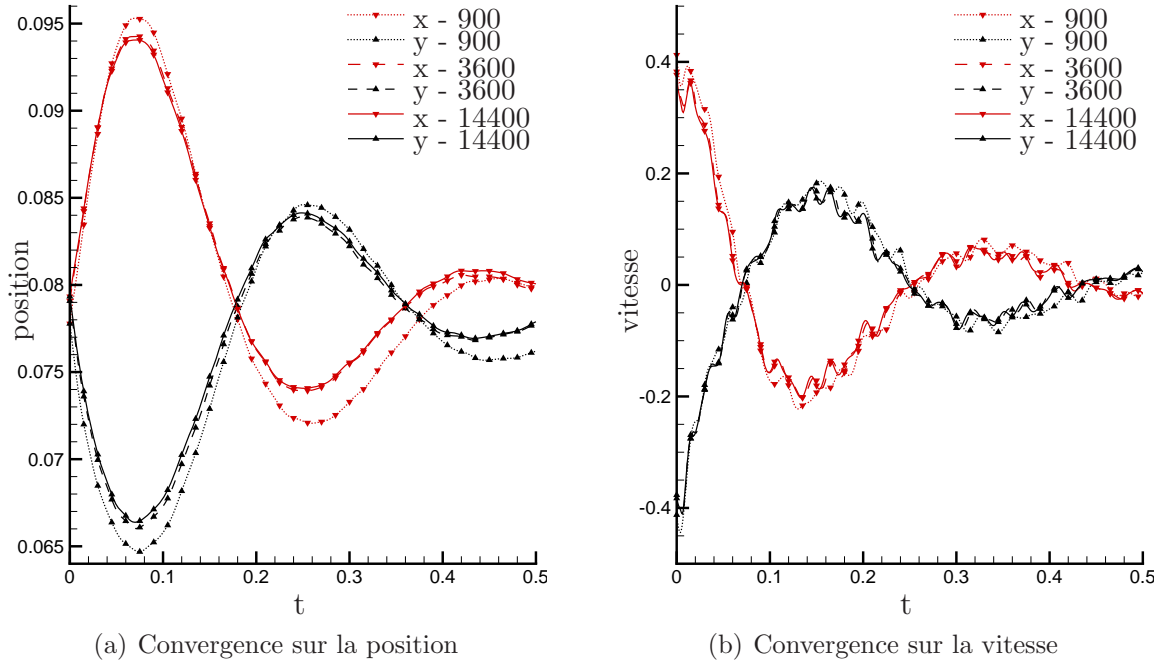 x - 900
y - 900
x - 3600
y - 3600
x - 14400
y - 14400
0.095
0.09
0.085
0.08
0.075
0.07
0.065
position
0
0.1
0.2
0.3
0.4
0.5
t
(a) Convergence sur la position
x - 900
y - 900
x - 3600
y - 3600
x - 14400
y - 14400
0.4
0.2
0
-0.2
-0.4
vitesse
0
0.1
0.2
0.3
0.4
0.5
t
(b) Convergence sur la vitesse